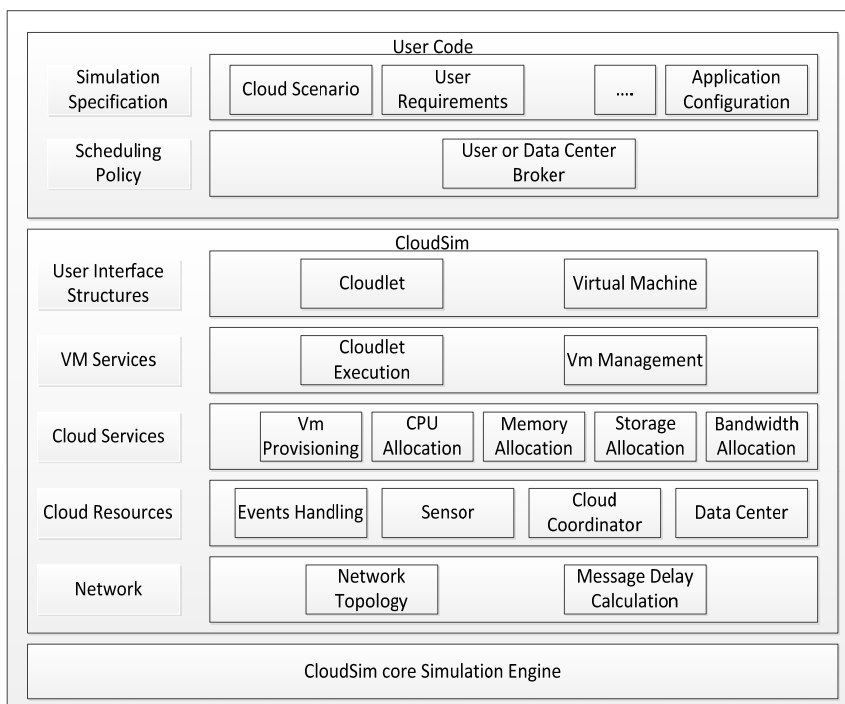 User Code
Simulation
Specification
Cloud Scenario
User
Requirements
....
Application
Configuration
Scheduling
Policy
User or Data Center
Broker
CloudSim
User Interface
Structures
Cloudlet
Virtual Machine
VM Services
Cloudlet
Execution
Vm Management
Cloud Services
Vm
Provisioning
CPU
Allocation
Memory
Allocation
Storage
Allocation
Bandwidth
Allocation
Cloud Resources
Events Handling
Sensor
Cloud
Coordinator
Data Center
Network
Network
Topology
Message Delay
Calculation
CloudSim core Simulation Engine